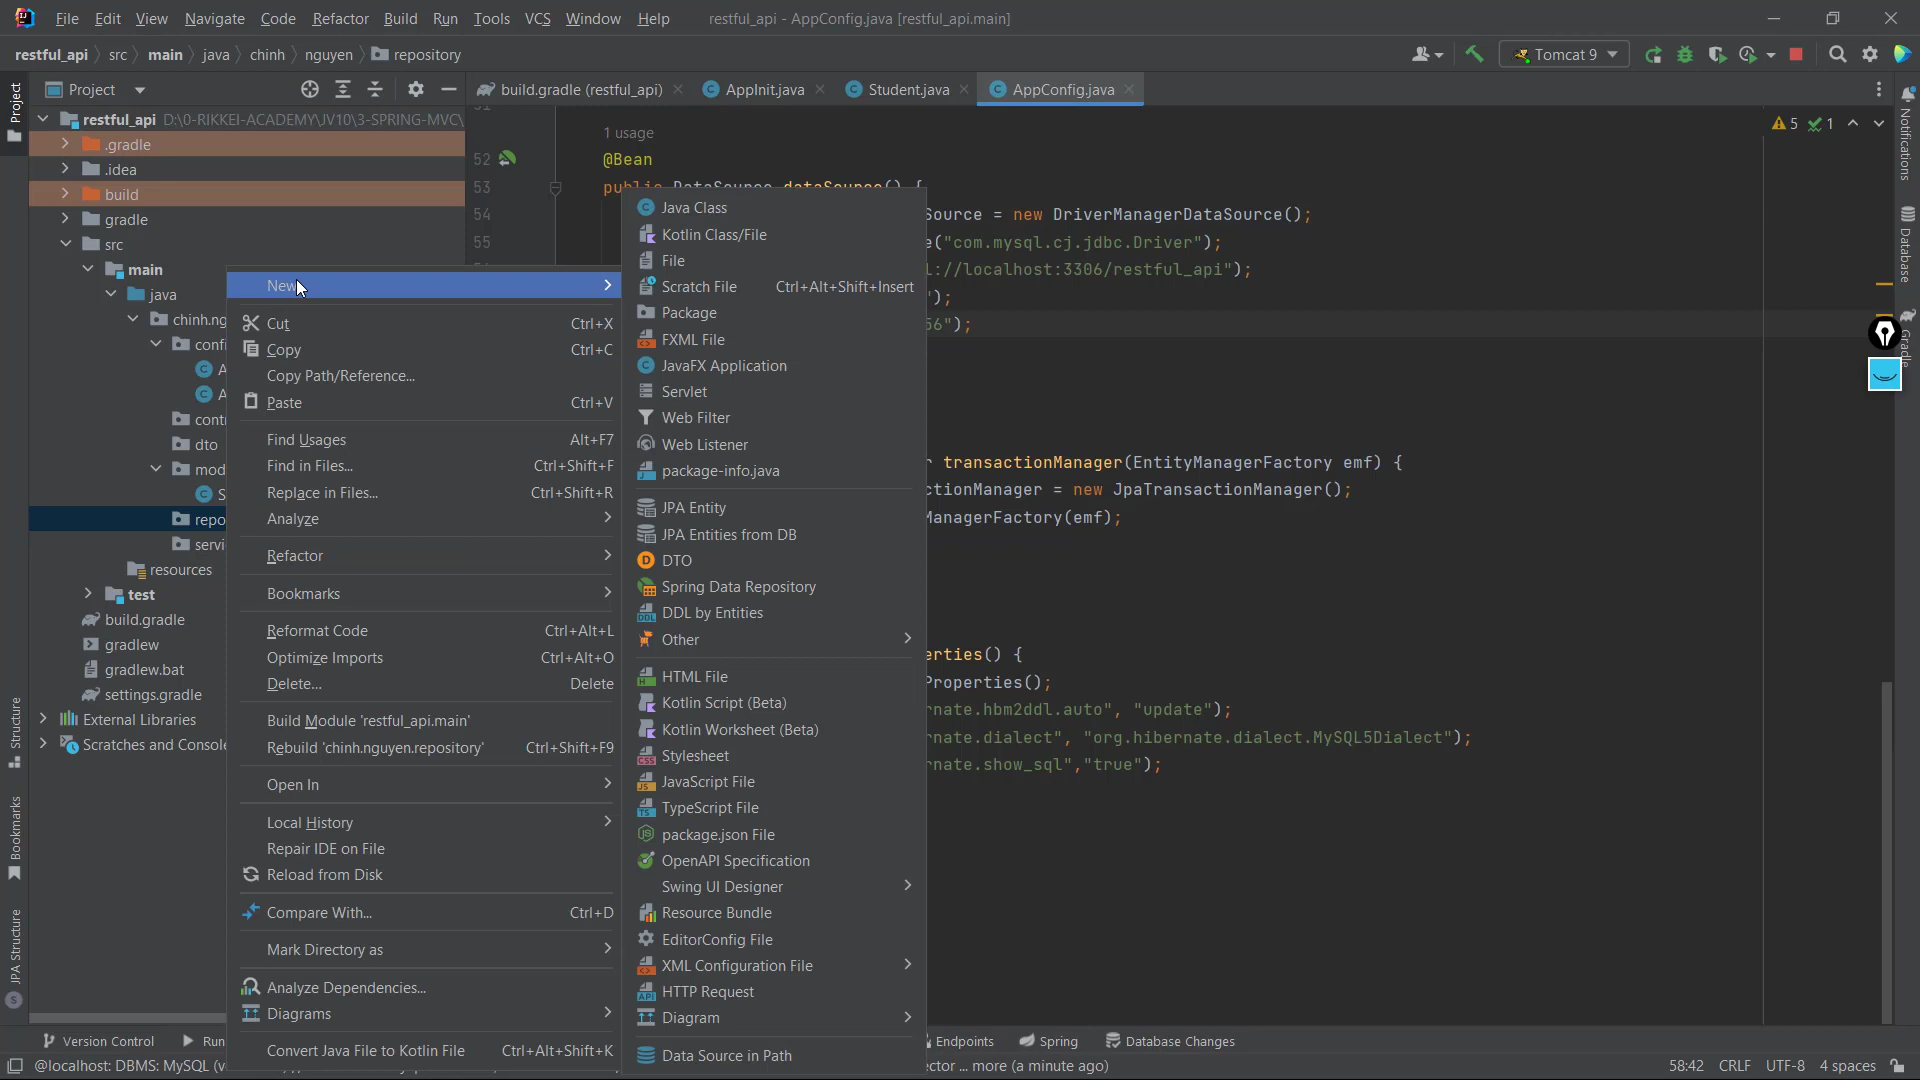 File Edit View Navigate Code Refactor Build Run Tools VCS Window Help restful_api - AppConfig.java [restful_api.main]
restful_api src main java chinh nguyen repository Tomcat 9
Project build.gradle (restful_api) AppInit.java Student.java AppConfig.java
Project
restful_api D:\0-RIKKEI-ACADEMY\JV10\3-SPRING-MVC\
.gradle
.idea
build
gradle
src
main
java
chinh.ng
confi
A
A
cont
dto
mod
S
repo
servi
resources
test
build.gradle
gradlew
gradlew.bat
settings.gradle
External Libraries
Scratches and Console
Structure
Bookmarks
JPA Structure
New
Cut Ctrl+X
Copy Ctrl+C
Copy Path/Reference...
Paste Ctrl+V
Find Usages Alt+F7
Find in Files... Ctrl+Shift+F
Replace in Files... Ctrl+Shift+R
Analyze
Refactor
Bookmarks
Reformat Code Ctrl+Alt+L
Optimize Imports Ctrl+Alt+O
Delete... Delete
Build Module 'restful_api.main'
Rebuild 'chinh.nguyen.repository' Ctrl+Shift+F9
Open In
Local History
Repair IDE on File
Reload from Disk
Compare With... Ctrl+D
Mark Directory as
Analyze Dependencies...
Diagrams
Convert Java File to Kotlin File Ctrl+Alt+Shift+K
Java Class
Kotlin Class/File
File
Scratch File Ctrl+Alt+Shift+Insert
Package
FXML File
JavaFX Application
Servlet
Web Filter
Web Listener
package-info.java
JPA Entity
JPA Entities from DB
DTO
Spring Data Repository
DDL by Entities
Other
HTML File
Kotlin Script (Beta)
Kotlin Worksheet (Beta)
Stylesheet
JavaScript File
TypeScript File
package.json File
OpenAPI Specification
Swing UI Designer
Resource Bundle
EditorConfig File
XML Configuration File
HTTP Request
Diagram
Data Source in Path
5 1
1 usage
52 @Bean
53 public DataSource dataSource() {
54 Source = new DriverManagerDataSource();
55 e("com.mysql.cj.jdbc.Driver");
l://localhost:3306/restful_api");
");
56");
r transactionManager(EntityManagerFactory emf) {
ctionManager = new JpaTransactionManager();
ManagerFactory(emf);
erties() {
Properties();
rnate.hbm2ddl.auto", "update");
rnate.dialect", "org.hibernate.dialect.MySQL5Dialect");
rnate.show_sql","true");
Notifications
Database
Gradle
Version Control Run Endpoints Spring Database Changes
@localhost: DBMS: MySQL (v ector ... more (a minute ago) 58:42 CRLF UTF-8 4 spaces